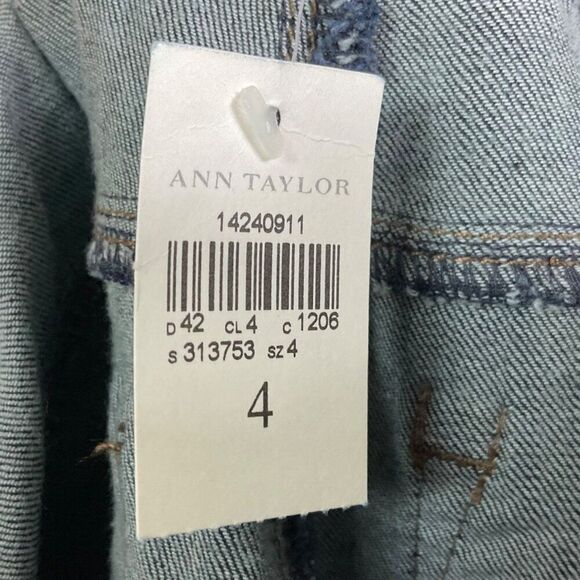 ANN TAYLOR
14240911
D 42 CL 4 C 1206
S 313753 SZ 4
4